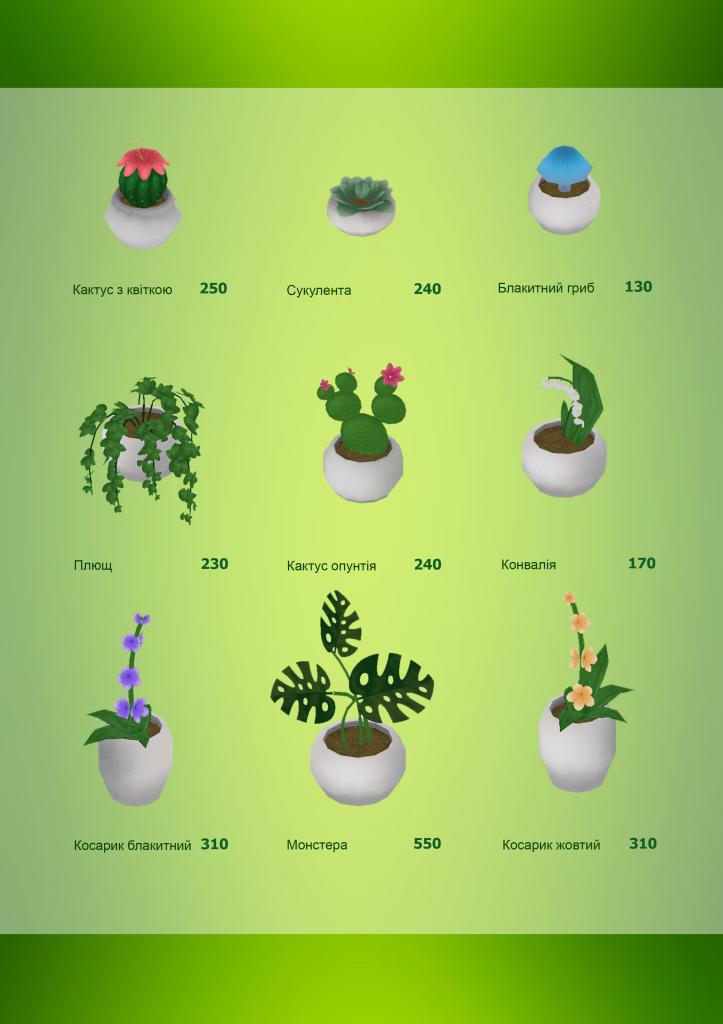 Кактус з квіткою 250
Сукулента 240
Блакитний гриб 130
Плющ 230
Кактус опунтія 240
Конвалія 170
Косарик блакитний 310
Монстера 550
Косарик жовтий 310